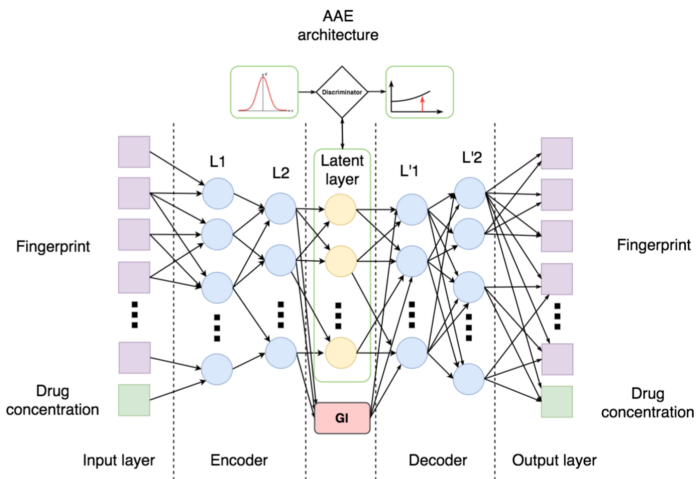 AAE
architecture
Discriminator
L1
L2
Latent
layer
L'1
L'2
Fingerprint
Fingerprint
Drug
concentration
Drug
concentration
GI
Input layer
Encoder
Decoder
Output layer